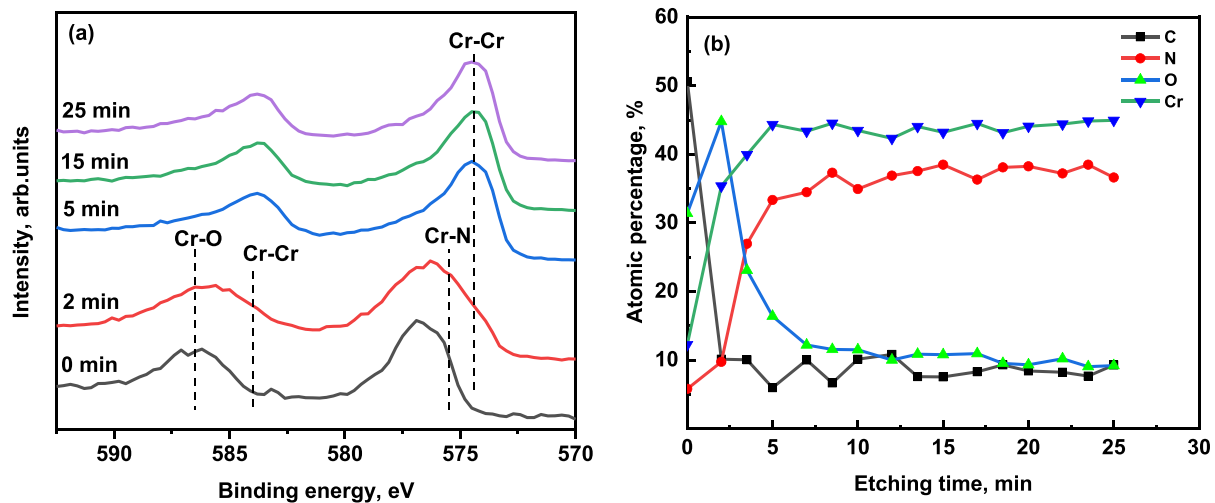 (a)
Cr-Cr
25 min
15 min
5 min
Cr-O
Cr-Cr
Cr-N
2 min
0 min
590
585
580
575
570
Binding energy, eV
Intensity, arb.units
(b)
C
N
O
Cr
60
50
40
30
20
10
0
5
10
15
20
25
30
Etching time, min
Atomic percentage, %